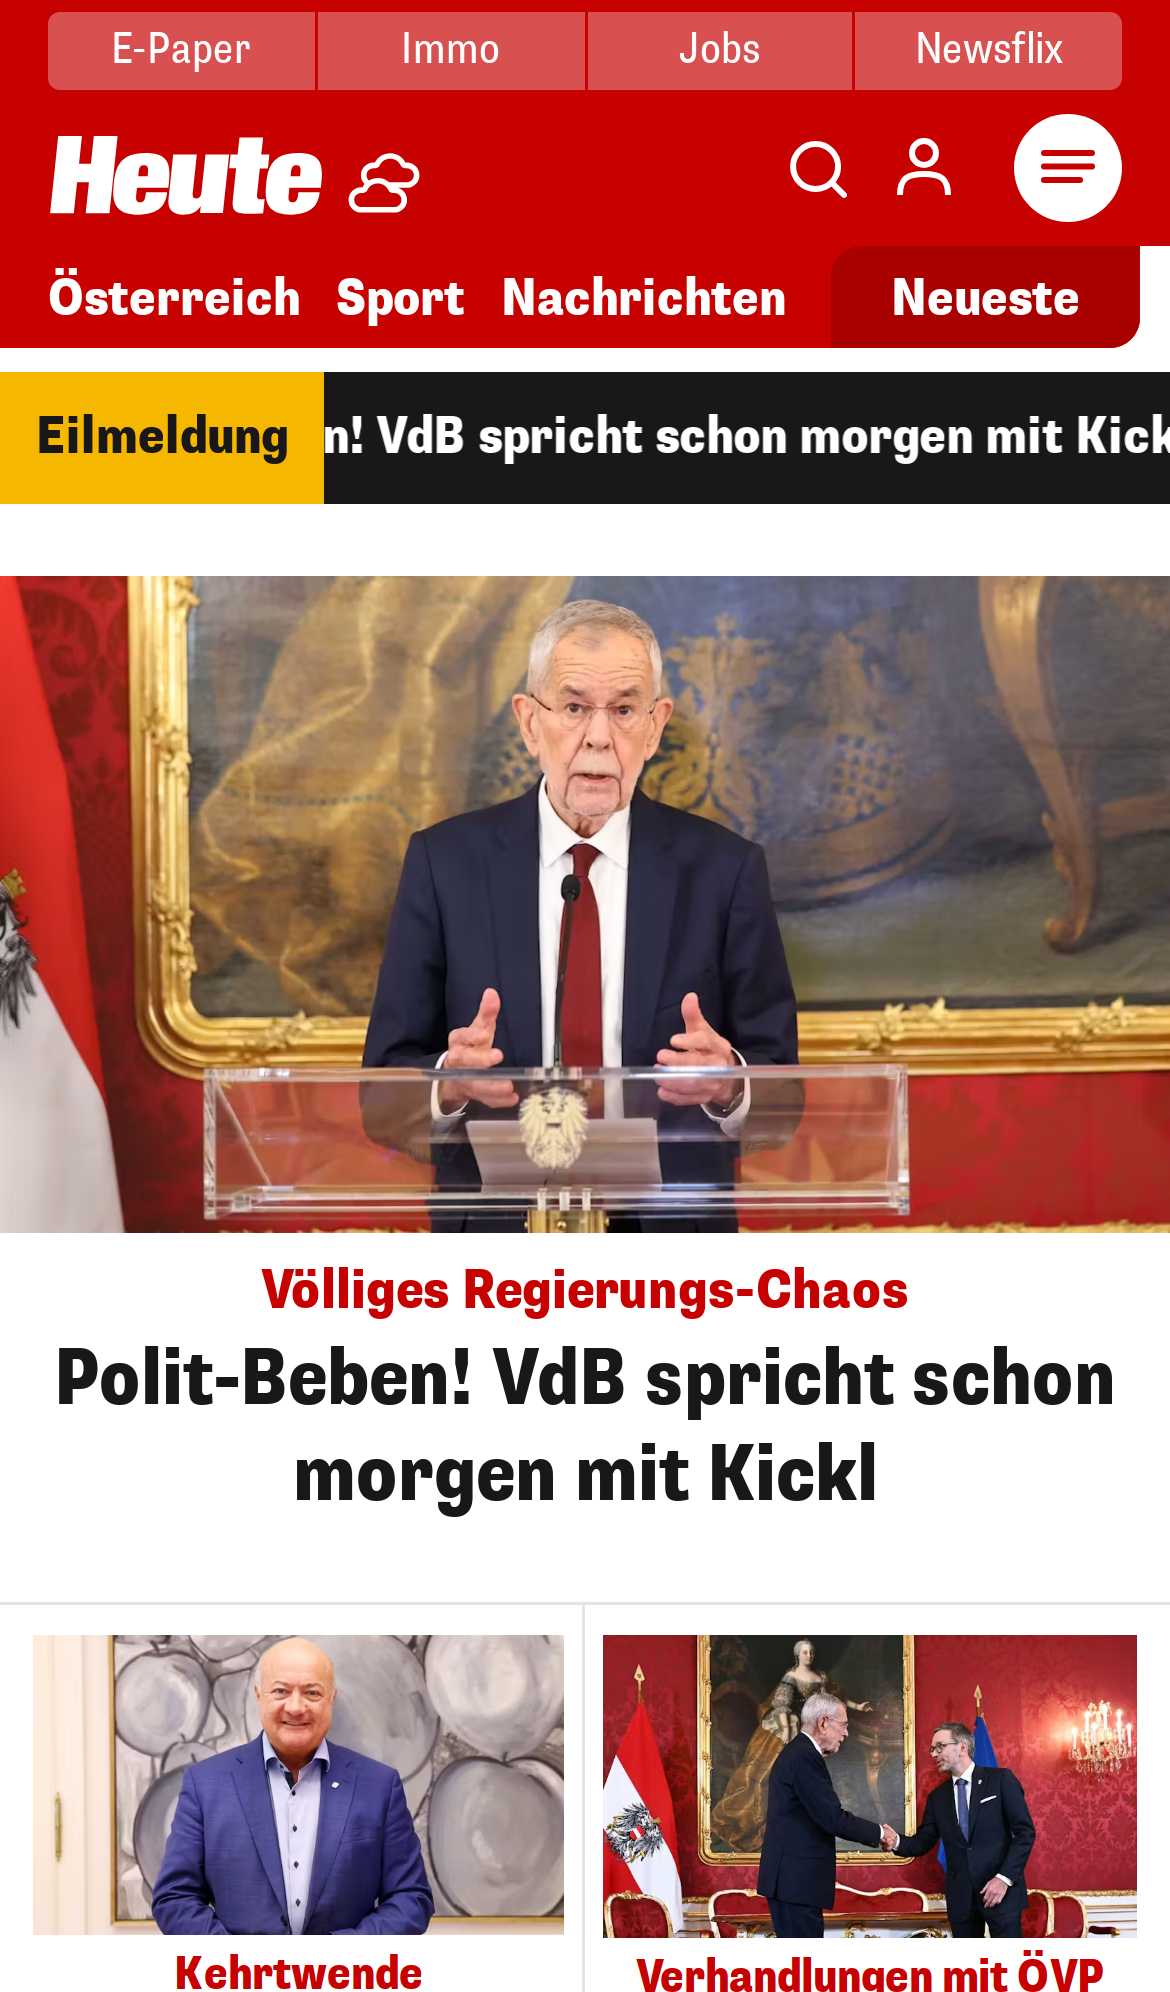 E-Paper Immo Jobs Newsflix
Heute
Österreich Sport Nachrichten Neueste
Eilmeldung n! VdB spricht schon morgen mit Kick
Völliges Regierungs-Chaos
Polit-Beben! VdB spricht schon
morgen mit Kickl
Kehrtwende Verhandlungen mit ÖVP